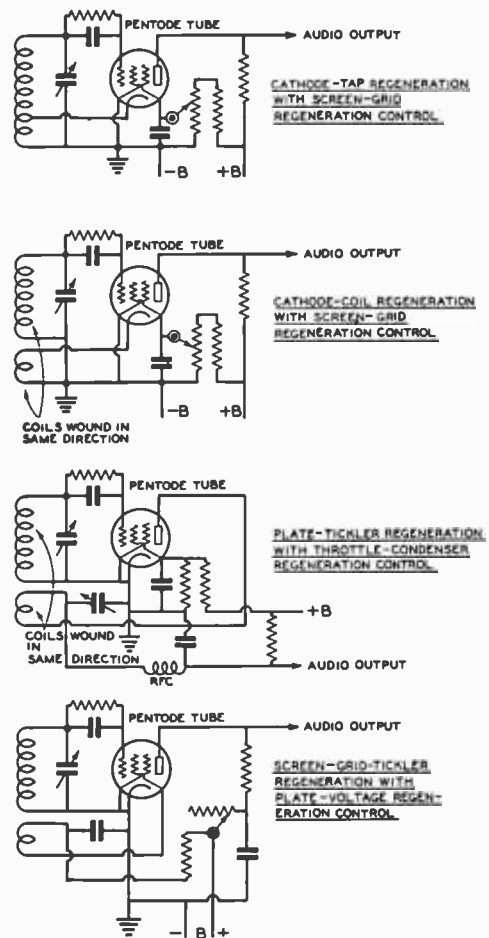 PENTODE TUBE
AUDIO OUTPUT
CATHODE-TAP REGENERATION
WITH SCREEN-GRID
REGENERATION CONTROL
-B +B
PENTODE TUBE
AUDIO OUTPUT
CATHODE-COIL REGENERATION
WITH SCREEN-GRID
REGENERATION CONTROL
-B +B
COILS WOUND IN
SAME DIRECTION
PENTODE TUBE
PLATE-TICKLER REGENERATION
WITH THROTTLE-CONDENSER
REGENERATION CONTROL
+B
COILS WOUND
IN
SAME DIRECTION
RFC
AUDIO OUTPUT
PENTODE TUBE
AUDIO OUTPUT
SCREEN-GRID-TICKLER
REGENERATION WITH
PLATE-VOLTAGE REGEN-
ERATION CONTROL
- B +